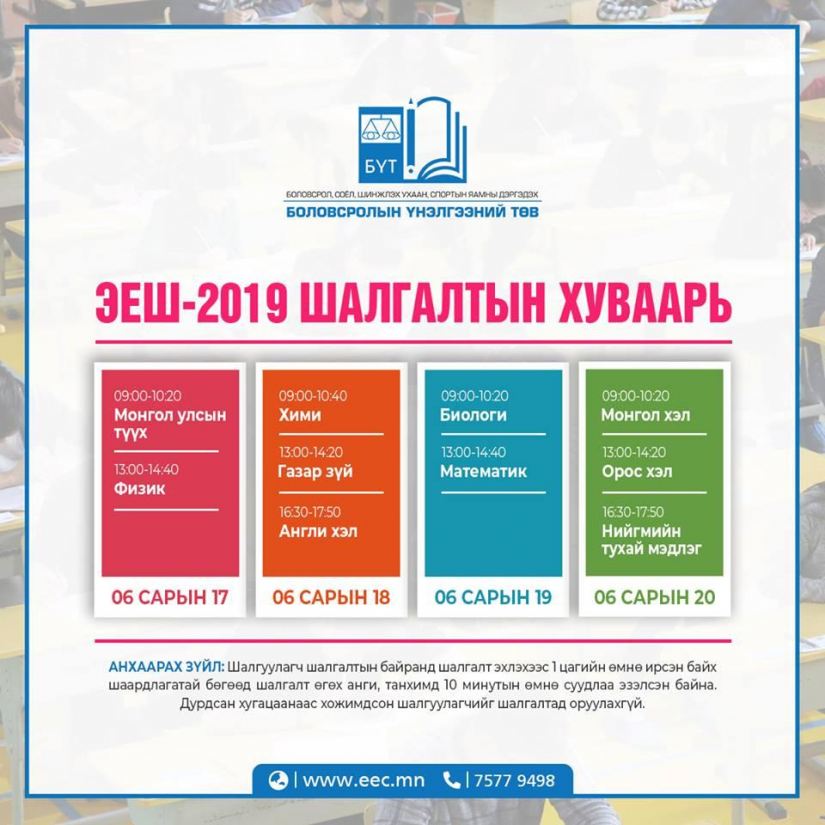 БҮТ
БОЛОВСРОЛ, СОЁЛ, ШИНЖЛЭХ УХААН, СПОРТЫН ЯАМНЫ ДЭРГЭДЭХ
БОЛОВСРОЛЫН ҮНЭЛГЭЭНИЙ ТӨВ
ЭЕШ-2019 ШАЛГАЛТЫН ХУВААРЬ
09:00-10:20
Монгол улсын
түүх
13:00-14:40
Физик
06 САРЫН 17
09:00-10:40
Хими
13:00-14:20
Газар зүй
16:30-17:50
Англи хэл
06 САРЫН 18
09:00-10:20
Биологи
13:00-14:40
Математик
06 САРЫН 19
09:00-10:20
Монгол хэл
13:00-14:20
Орос хэл
16:30-17:50
Нийгмийн
тухай мэдлэг
06 САРЫН 20
АНХААРАХ ЗҮЙЛ: Шалгуулагч шалгалтын байранд шалгалт эхлэхээс 1 цагийн өмнө ирсэн байх
шаардлагатай бөгөөд шалгалт өгөх анги, танхимд 10 минутын өмнө суудлаа эзэлсэн байна.
Дурдсан хугацаанаас хожимдсон шалгуулагчийг шалгалтад оруулахгүй.
www.eec.mn 7577 9498